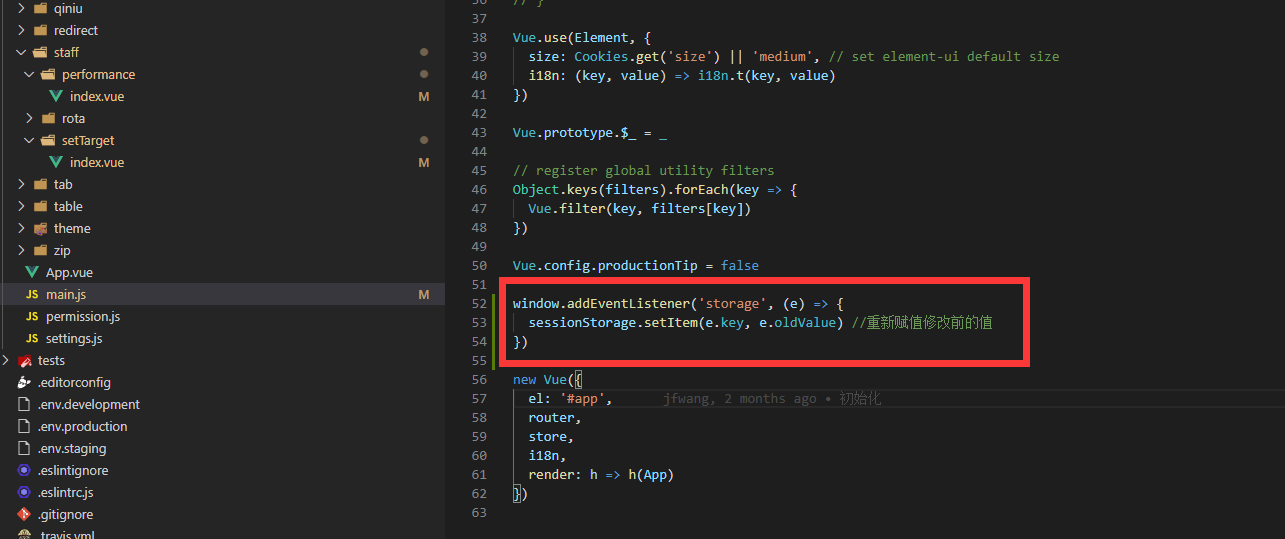 qiniu
redirect
staff
performance
index.vue M
rota
setTarget
index.vue M
tab
table
theme
zip
App.vue
JS main.js M
JS permission.js
JS settings.js
tests
.editorconfig
.env.development
.env.production
.env.staging
.eslintignore
.eslintrc.js
.gitignore
.travis.yml
36 // }
37
38 Vue.use(Element, {
39 size: Cookies.get('size') || 'medium', // set element-ui default size
40 i18n: (key, value) => i18n.t(key, value)
41 })
42
43 Vue.prototype.$_ = _
44
45 // register global utility filters
46 Object.keys(filters).forEach(key => {
47 Vue.filter(key, filters[key])
48 })
49
50 Vue.config.productionTip = false
51
52 window.addEventListener('storage', (e) => {
53 sessionStorage.setItem(e.key, e.oldValue) //重新赋值修改前的值
54 })
55
56 new Vue({
57 el: '#app', jfwang, 2 months ago • 初始化
58 router,
59 store,
60 i18n,
61 render: h => h(App)
62 })
63